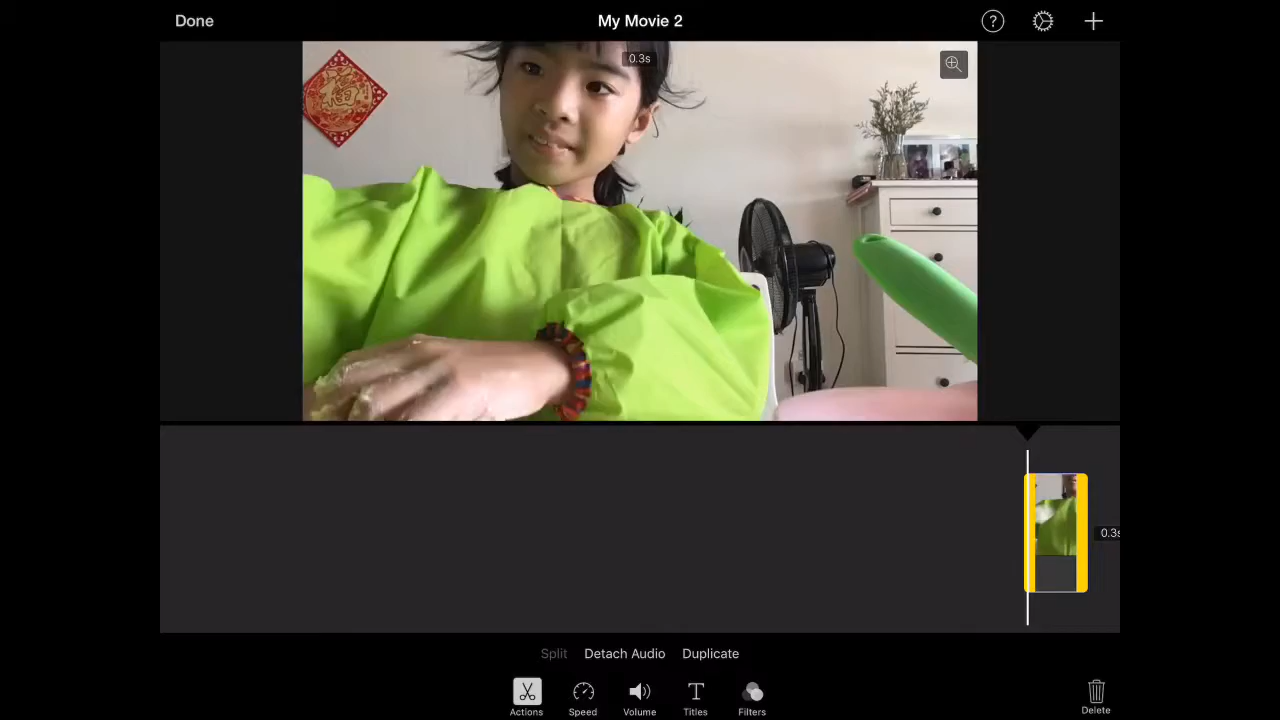 Done
My Movie 2
?
0.3s
福
0.3s
Split
Detach Audio
Duplicate
Actions
Speed
Volume
T
Titles
Filters
Delete